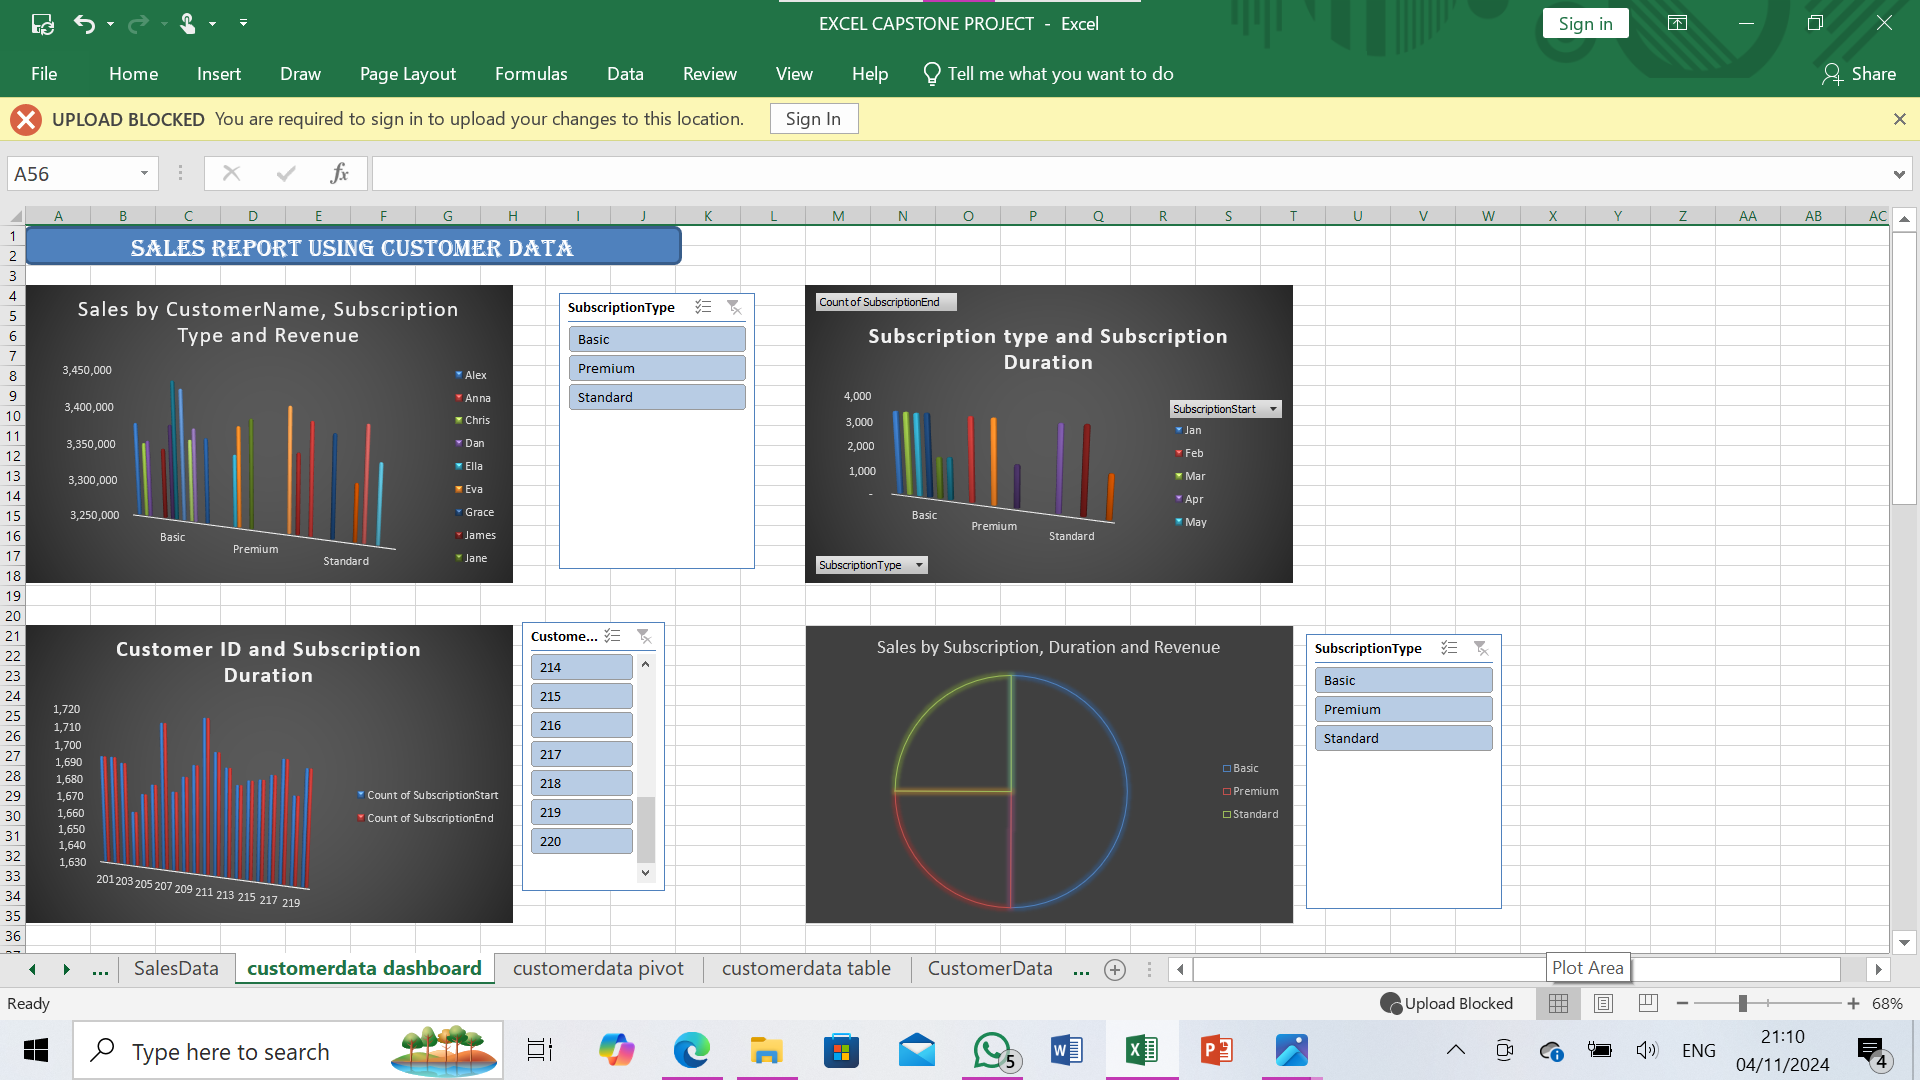 EXCEL CAPSTONE PROJECT - Excel
Sign in
File Home Insert Draw Page Layout Formulas Data Review View Help Tell me what you want to do Share
UPLOAD BLOCKED You are required to sign in to upload your changes to this location. Sign In
A56 fx
A B C D E F G H I J K L M N O P Q R S T U V W X Y Z AA AB AC
1
2
3
4
5
6
7
8
9
10
11
12
13
14
15
16
17
18
19
20
21
22
23
24
25
26
27
28
29
30
31
32
33
34
35
36
SALES REPORT USING CUSTOMER DATA
Sales by CustomerName, Subscription
Type and Revenue
3,450,000
3,400,000
3,350,000
3,300,000
3,250,000
Basic
Premium
Standard
Alex
Anna
Chris
Dan
Ella
Eva
Grace
James
Jane
SubscriptionType
Basic
Premium
Standard
Count of SubscriptionEnd
Subscription type and Subscription
Duration
4,000
3,000
2,000
1,000
-
Basic
Premium
Standard
SubscriptionStart
Jan
Feb
Mar
Apr
May
SubscriptionType
Customer ID and Subscription
Duration
1,720
1,710
1,700
1,690
1,680
1,670
1,660
1,650
1,640
1,630
201 203 205 207 209 211 213 215 217 219
Count of SubscriptionStart
Count of SubscriptionEnd
Custome...
214
215
216
217
218
219
220
Sales by Subscription, Duration and Revenue
Basic
Premium
Standard
SubscriptionType
Basic
Premium
Standard
... SalesData customerdata dashboard customerdata pivot customerdata table CustomerData ...
Plot Area
Ready Upload Blocked 68%
Type here to search
5
ENG
21:10
04/11/2024
4